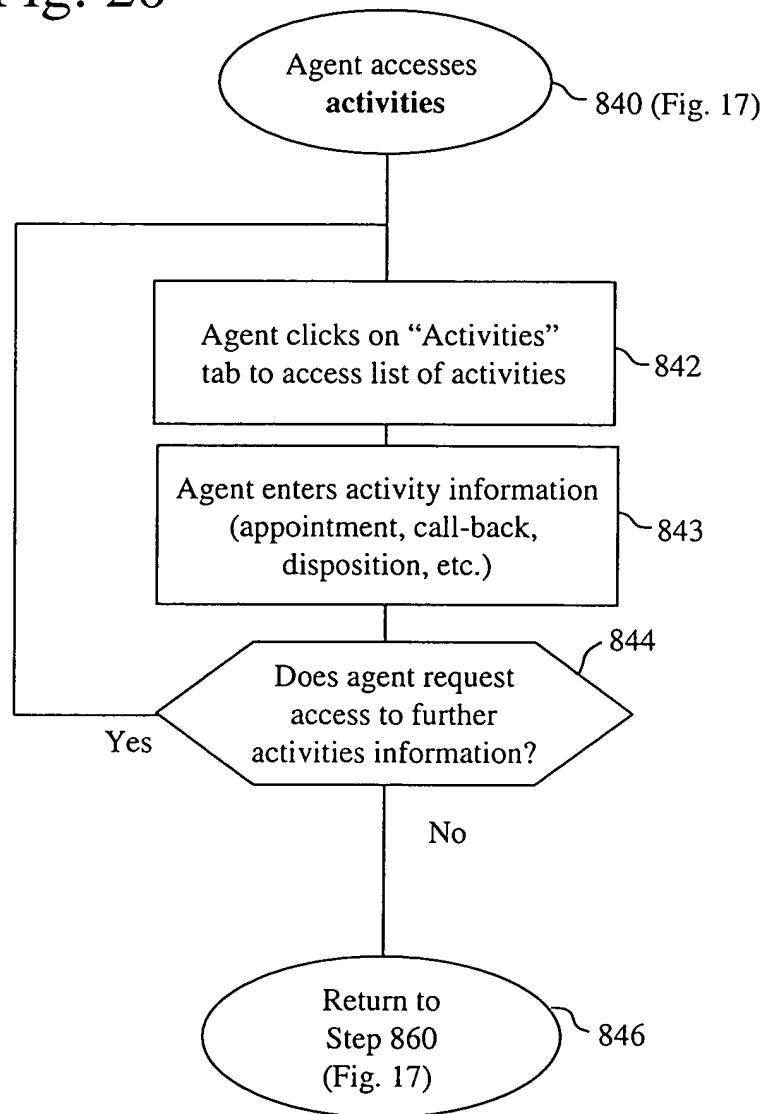 Fig. 20
Agent accesses
activities
840 (Fig. 17)
Agent clicks on “Activities”
tab to access list of activities
842
Agent enters activity information
(appointment, call-back,
disposition, etc.)
843
844
Does agent request
access to further
activities information?
Yes
No
Return to
Step 860
(Fig. 17)
846